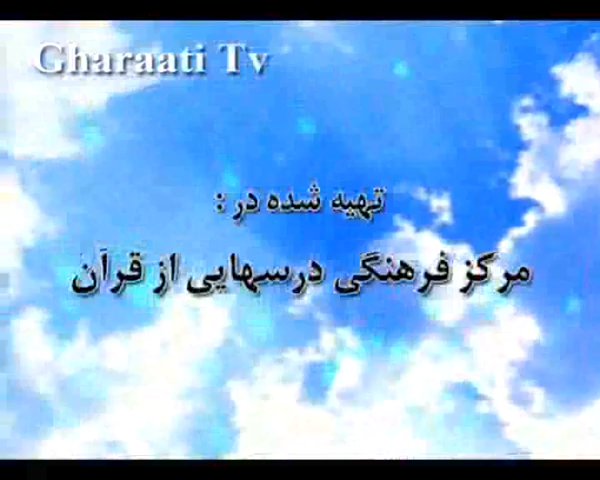 Gharaati Tv
تهیه شده در :
مرکز فرهنگی درسهایی از قرآن